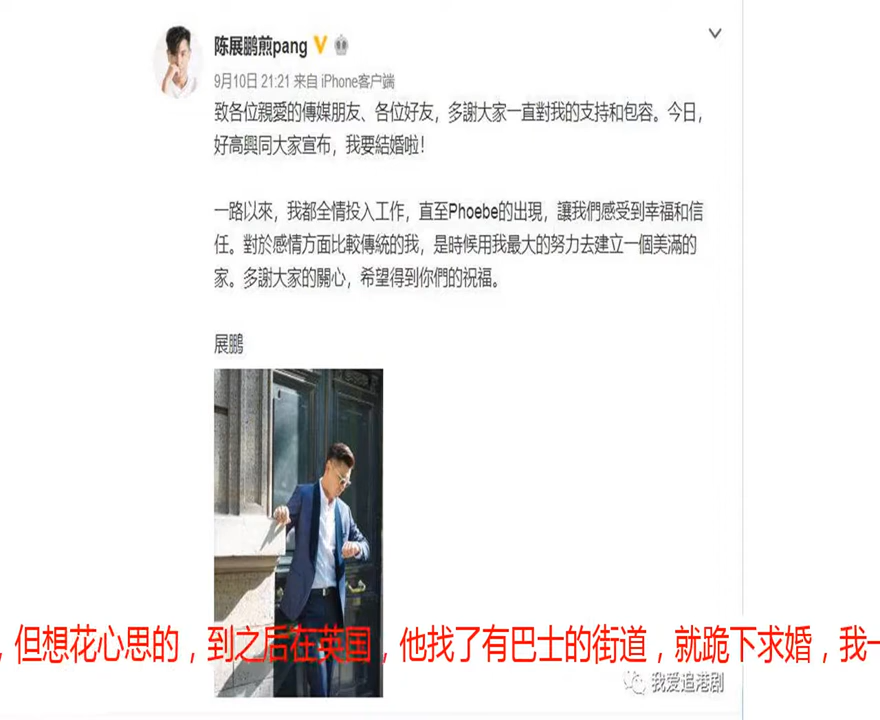 陈展鹏煎pang
9月10日 21:21 来自 iPhone客户端
致各位親愛的傳媒朋友、各位好友，多謝大家一直對我的支持和包容。今日，
好高興同大家宣布，我要結婚啦！
一路以來，我都全情投入工作，直至Phoebe的出現，讓我們感受到幸福和信
任。對於感情方面比較傳統的我，是時候用我最大的努力去建立一個美滿的
家。多謝大家的關心，希望得到你們的祝福。
展鵬
，但想花心思的，到之后在英国，他找了有巴士的街道，就跪下求婚，我一
我爱追港剧